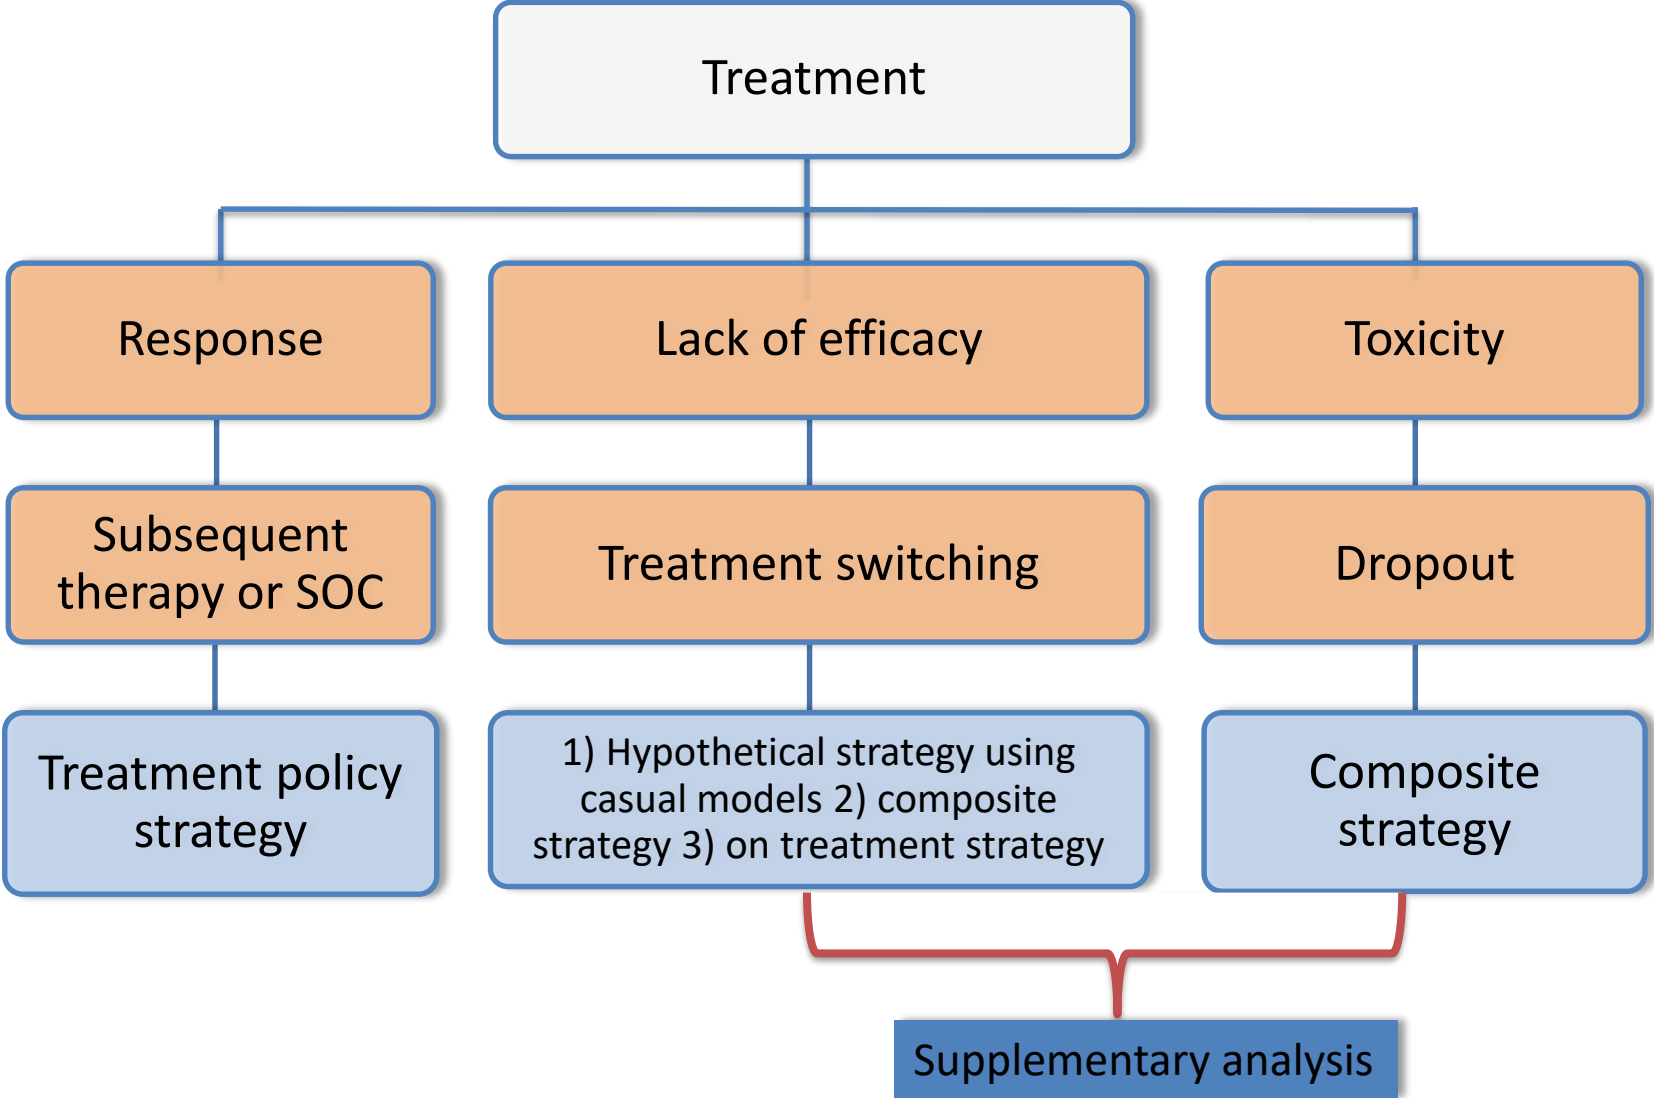 Treatment
Response
Lack of efficacy
Toxicity
Subsequent
therapy or SOC
Treatment switching
Dropout
Treatment policy
strategy
1) Hypothetical strategy using
casual models 2) composite
strategy 3) on treatment strategy
Composite
strategy
Supplementary analysis